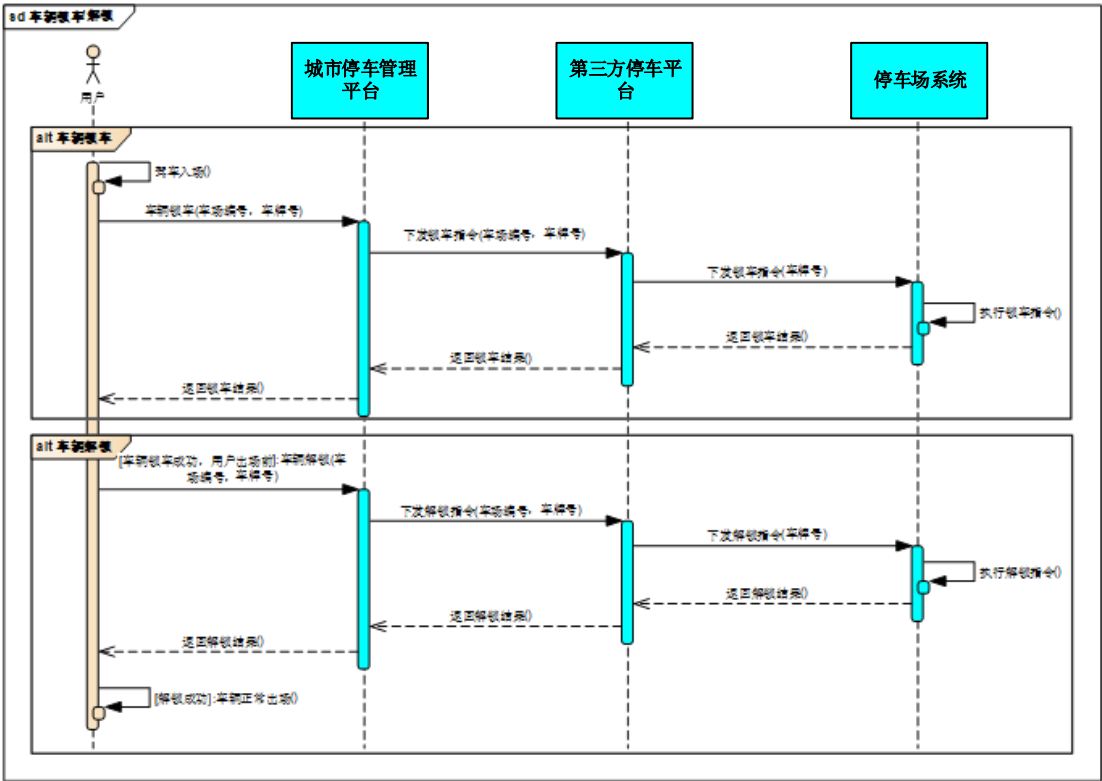 sd 车辆锁车/解锁
用户
城市停车管理
平台
第三方停车平
台
停车场系统
alt 车辆锁车
驾车入场()
车辆锁车(车场编号，车牌号)
下发锁车指令(车场编号，车牌号)
下发锁车指令(车牌号)
执行锁车指令()
返回锁车结果()
返回锁车结果()
返回锁车结果()
alt 车辆解锁
[车辆锁车成功，用户出场前]:车辆解锁(车
场编号，车牌号)
下发解锁指令(车场编号，车牌号)
下发解锁指令(车牌号)
执行解锁指令()
返回解锁结果()
返回解锁结果()
返回解锁结果()
[解锁成功]:车辆正常出场()